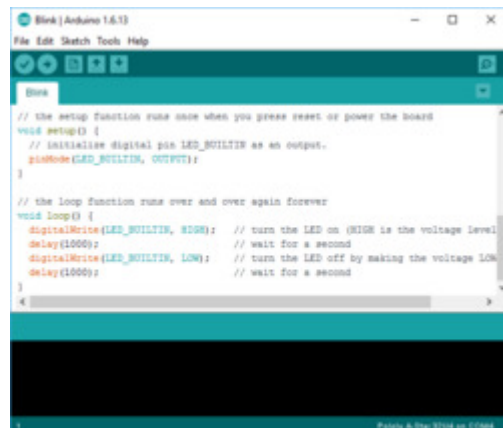 Blink | Arduino 1.6.13
File Edit Sketch Tools Help
Blink
// the setup function runs once when you press reset or power the board
void setup() {
  // initialize digital pin LED_BUILTIN as an output.
  pinMode(LED_BUILTIN, OUTPUT);
}
// the loop function runs over and over again forever
void loop() {
  digitalWrite(LED_BUILTIN, HIGH);   // turn the LED on (HIGH is the voltage level
  delay(1000);                       // wait for a second
  digitalWrite(LED_BUILTIN, LOW);    // turn the LED off by making the voltage LOW
  delay(1000);                       // wait for a second
}
1